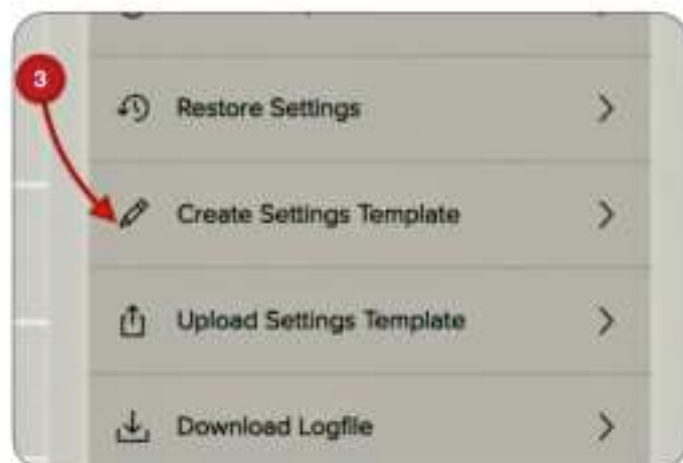 3
Restore Settings
Create Settings Template
Upload Settings Template
Download Logfile